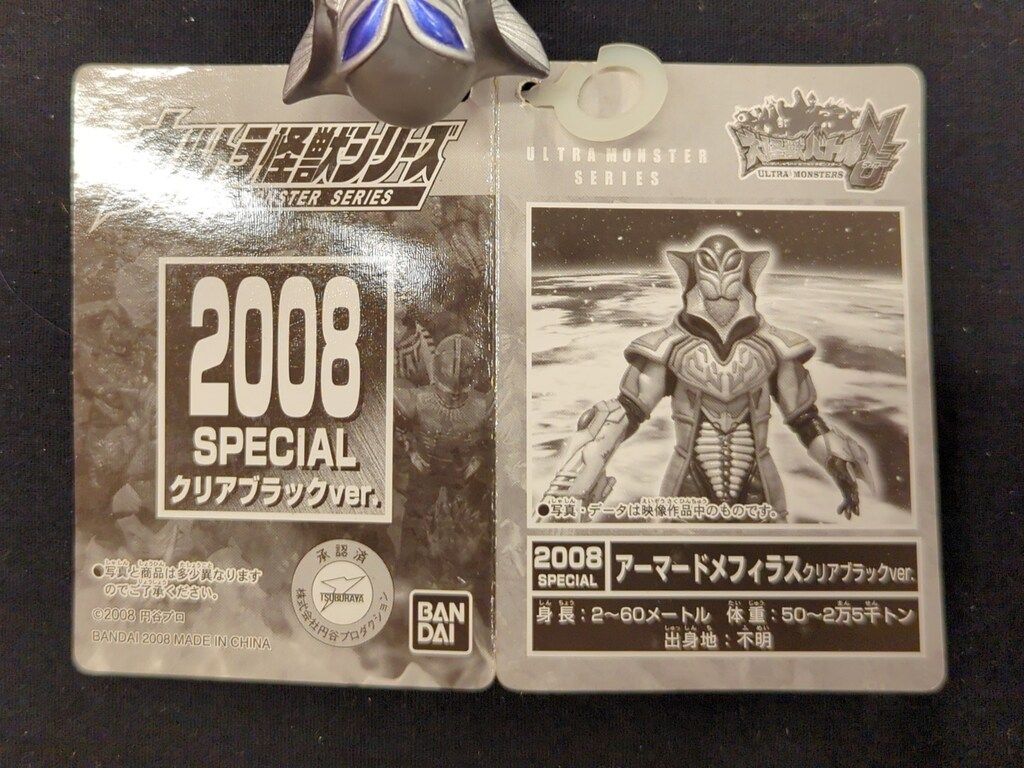 ウルトラ怪獣シリーズ
MONSTER SERIES
2008
SPECIAL
クリアブラックver.
●写真と商品は多少異なります
のでご了承ください。
©2008 円谷プロ
BANDAI 2008 MADE IN CHINA
承認済
TSUBURAYA
株式会社円谷プロダクション
BAN
DAI
ULTRA MONSTER
SERIES
大怪獣バトル
NEO
ULTRA MONSTERS
●写真・データは映像作品中のものです。
2008
SPECIAL
アーマードメフィラスクリアブラックver.
身長：2～60メートル 体重：50～2万5千トン
出身地：不明